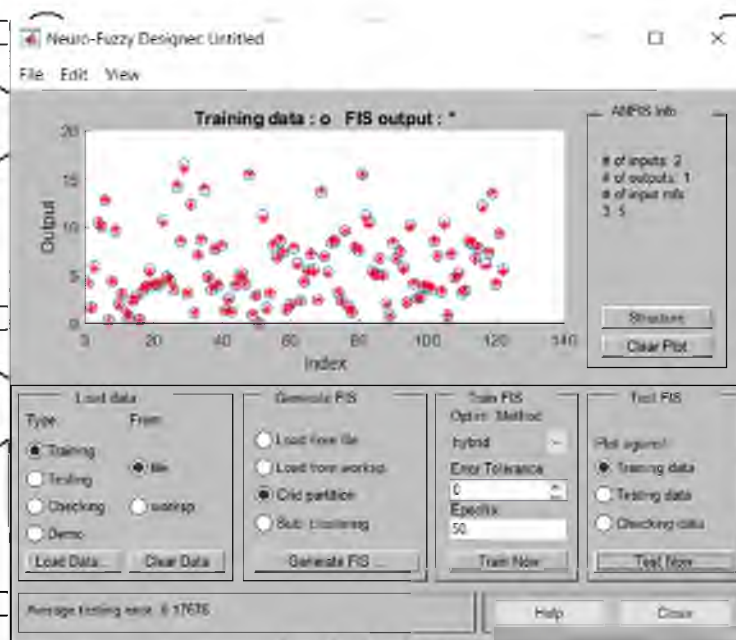 Neuro-Fuzzy Designer: Untitled
File Edit View
Training data : o FIS output : *
20
15
10
5
0
Output
0 20 40 60 80 100 120 140
Index
ANFIS Info
# of inputs: 2
# of outputs: 1
# of input mfs:
3 5
Structure
Clear Plot
Load data
Type: From:
Training
Testing
Checking
Demo
file
worksp.
Load Data... Clear Data
Generate FIS
Load from file
Load from worksp.
Grid partition
Sub. clustering
Generate FIS ...
Train FIS
Optim. Method:
hybrid
Error Tolerance:
0
Epochs:
50
Train Now
Test FIS
Plot against:
Training data
Testing data
Checking data
Test Now
Average testing error: 0.17676
Help Close